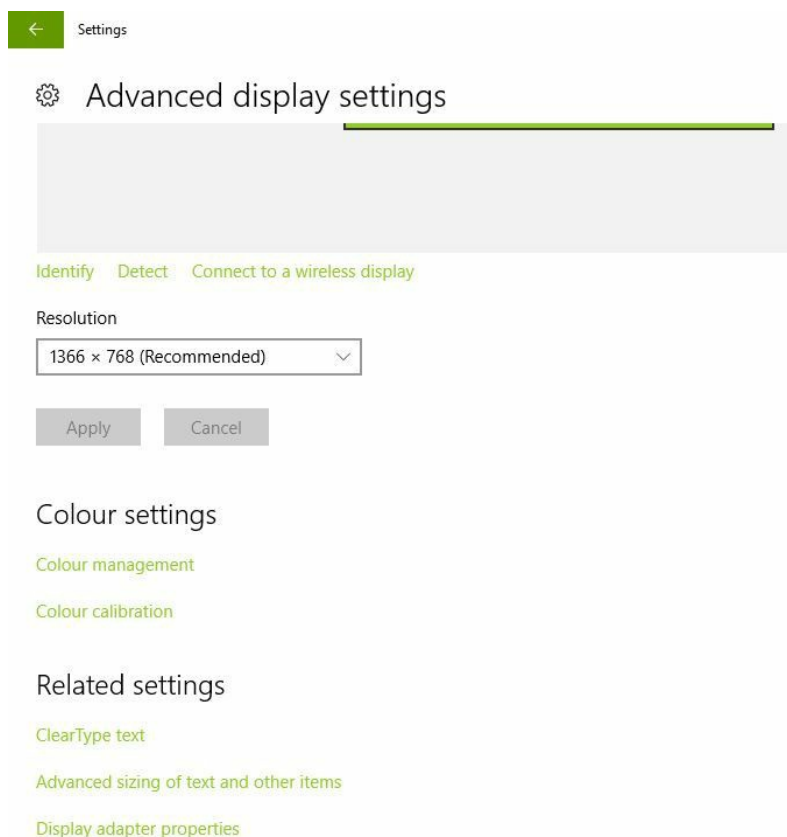 Settings
Advanced display settings
Identify Detect Connect to a wireless display
Resolution
1366 × 768 (Recommended)
Apply Cancel
Colour settings
Colour management
Colour calibration
Related settings
ClearType text
Advanced sizing of text and other items
Display adapter properties